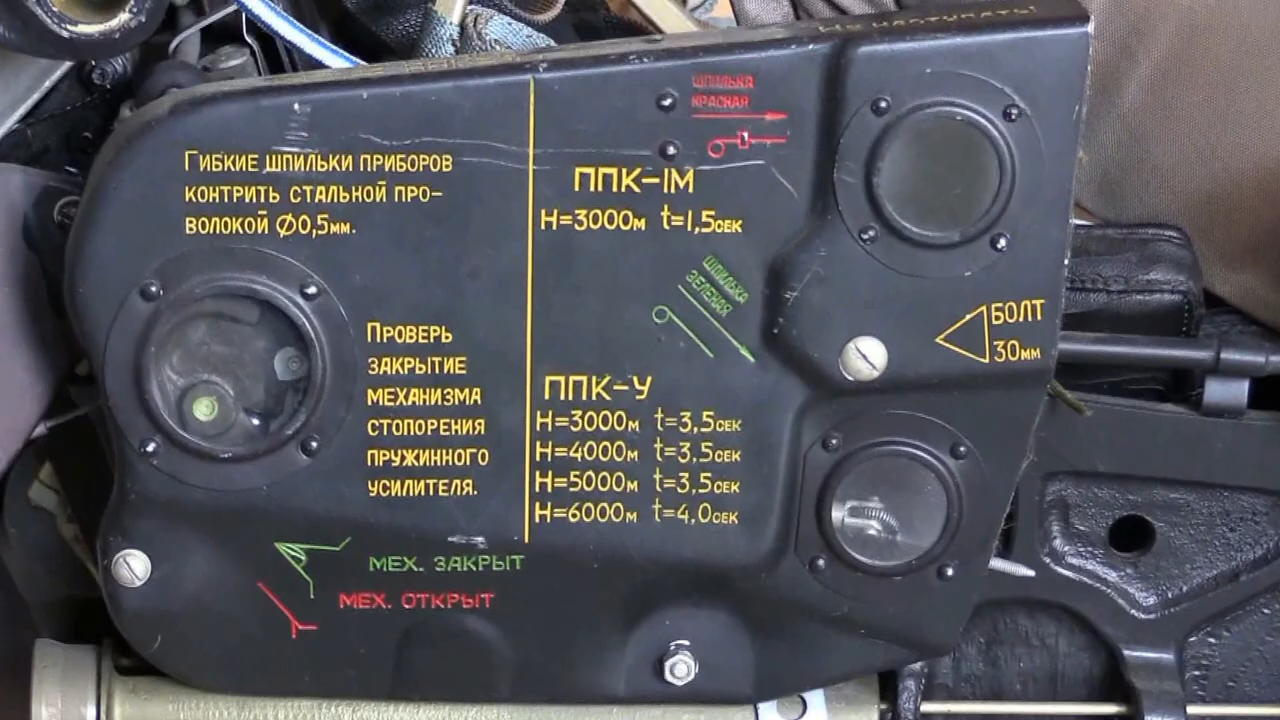 НЕ НАСТУПАТЬ!
Гибкие шпильки приборов
контрить стальной про-
волокой Ø0,5мм.
Проверь
закрытие
механизма
стопорения
пружинного
усилителя.
МЕХ. ЗАКРЫТ
МЕХ. ОТКРЫТ
ШПИЛЬКА
КРАСНАЯ
ППК-1М
Н=3000м t=1,5сек
ШПИЛЬКА
ЗЕЛЕНАЯ
ППК-У
Н=3000м t=3,5сек
Н=4000м t=3,5сек
Н=5000м t=3,5сек
Н=6000м t=4,0сек
БОЛТ
30мм